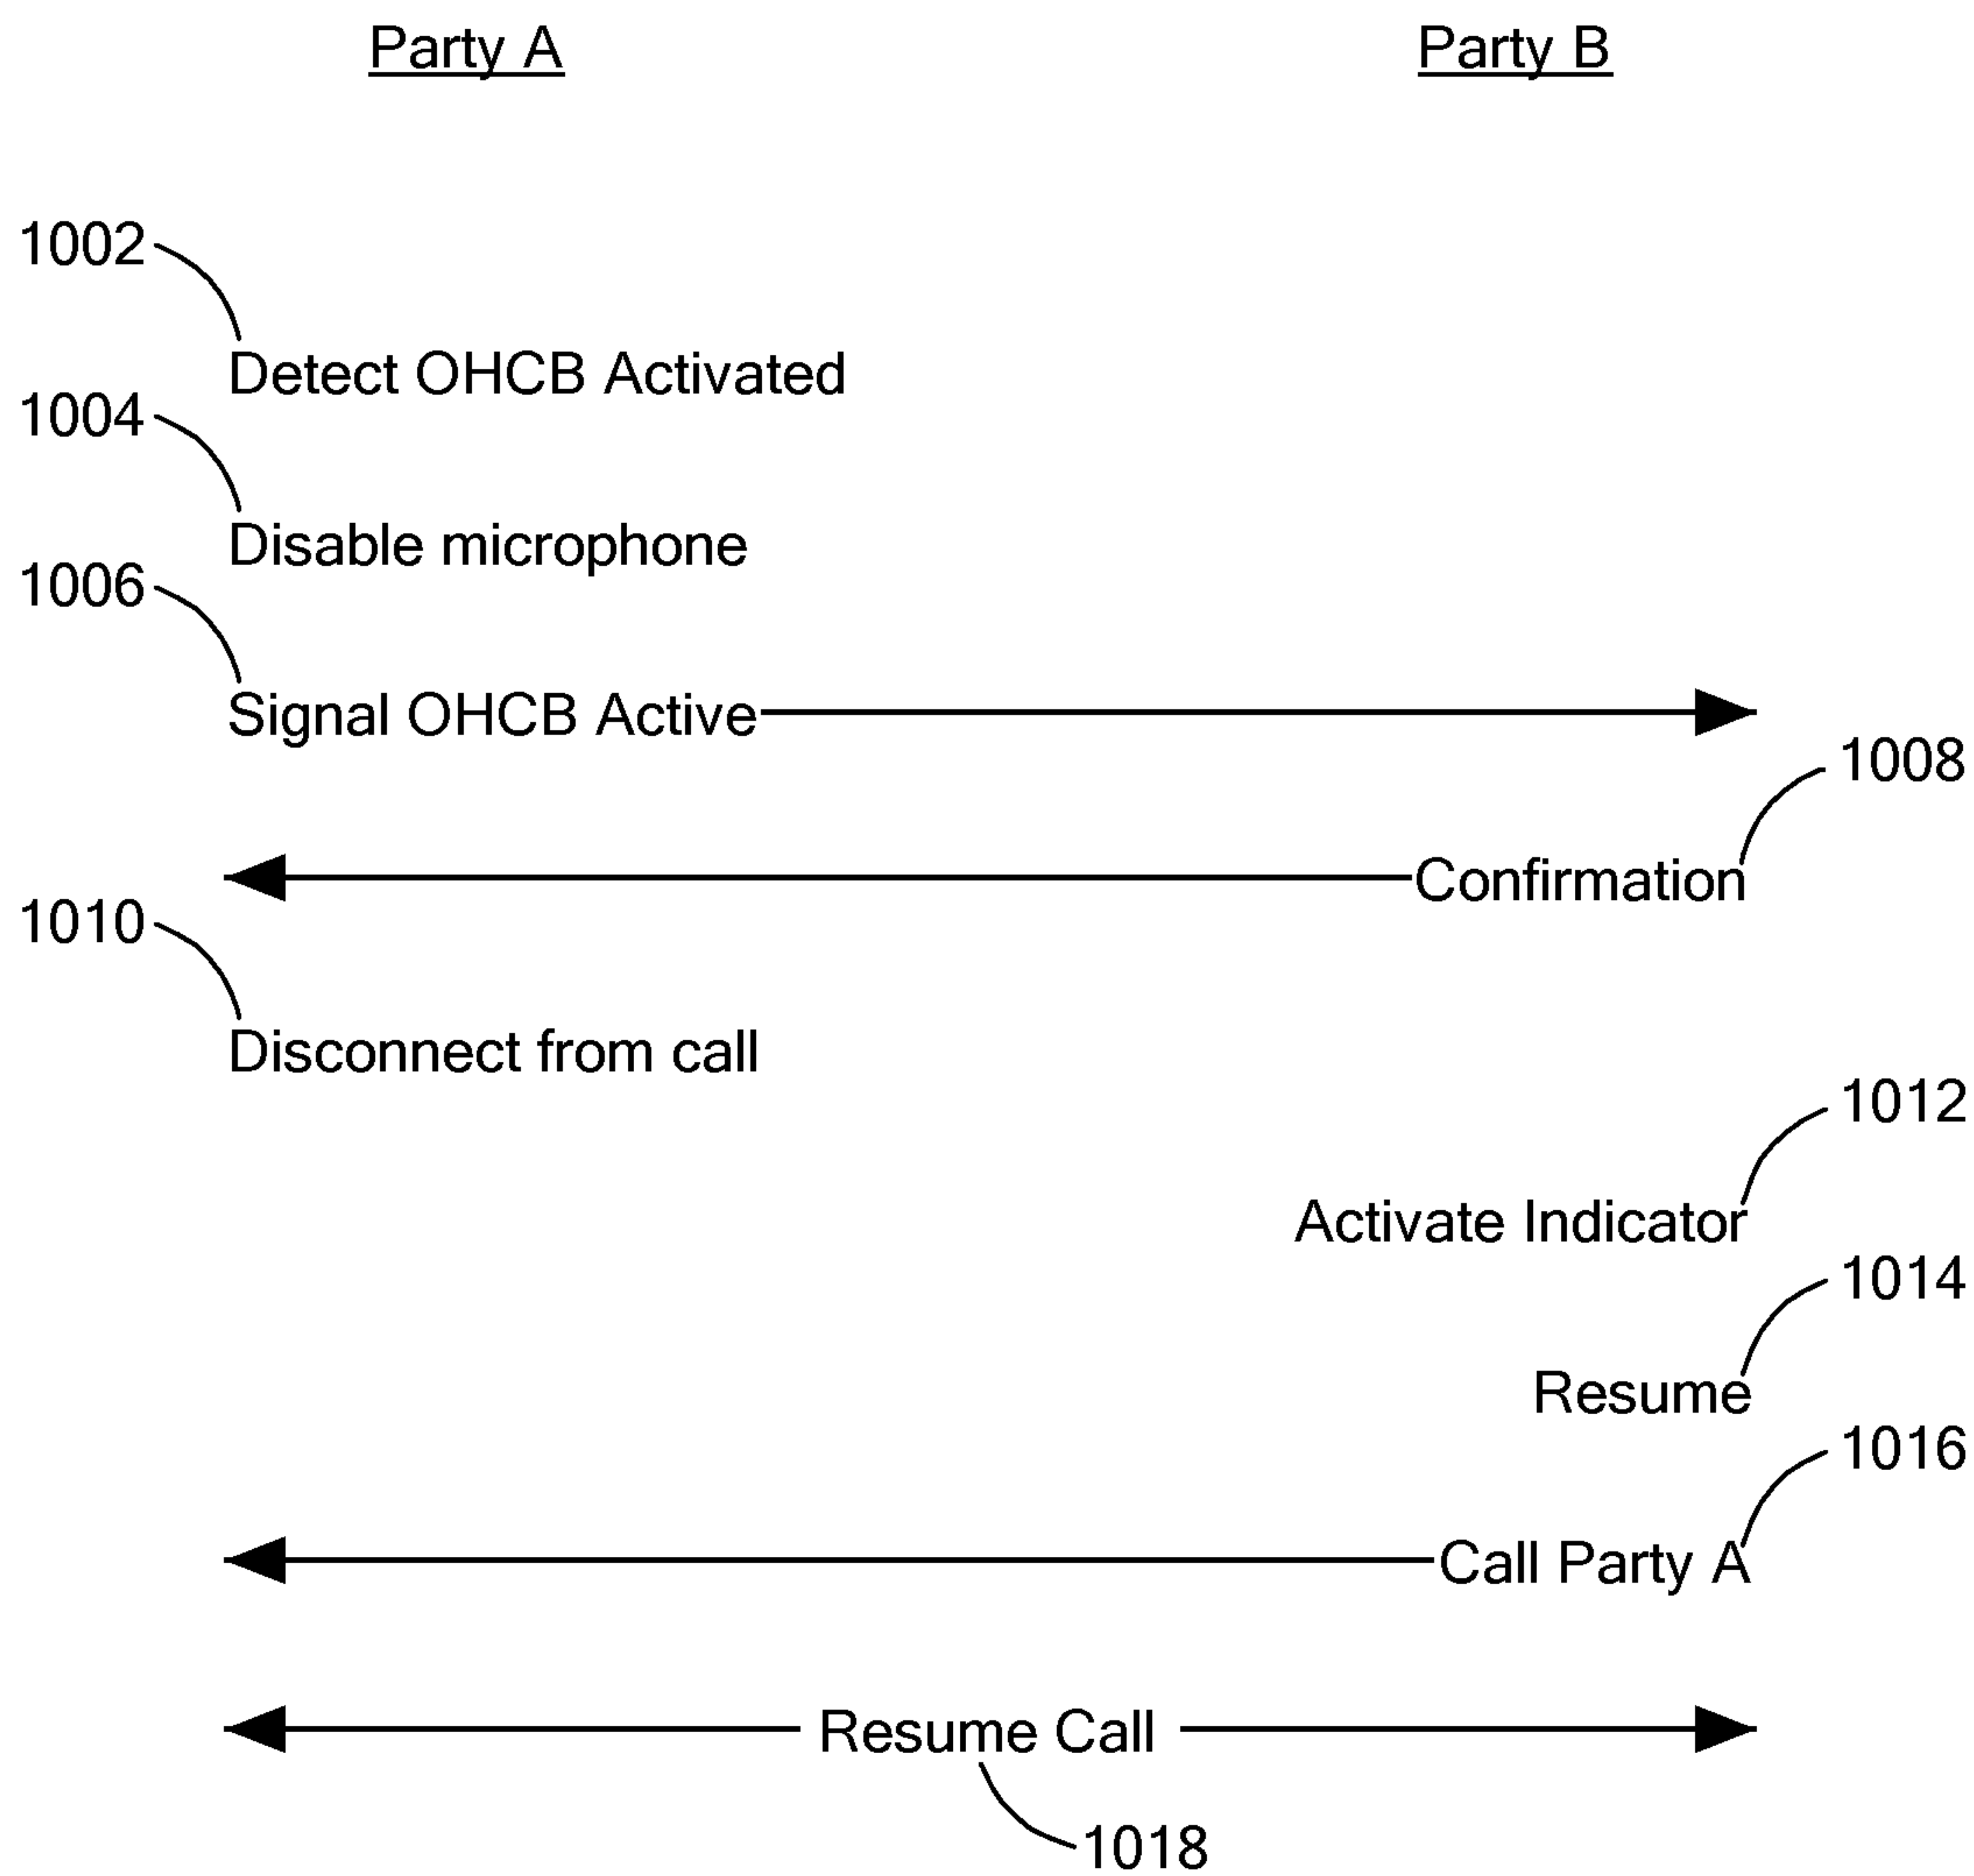 Party A
Party B
1002
Detect OHCB Activated
1004
Disable microphone
1006
Signal OHCB Active
1008
Confirmation
1010
Disconnect from call
1012
Activate Indicator
1014
Resume
1016
Call Party A
Resume Call
1018